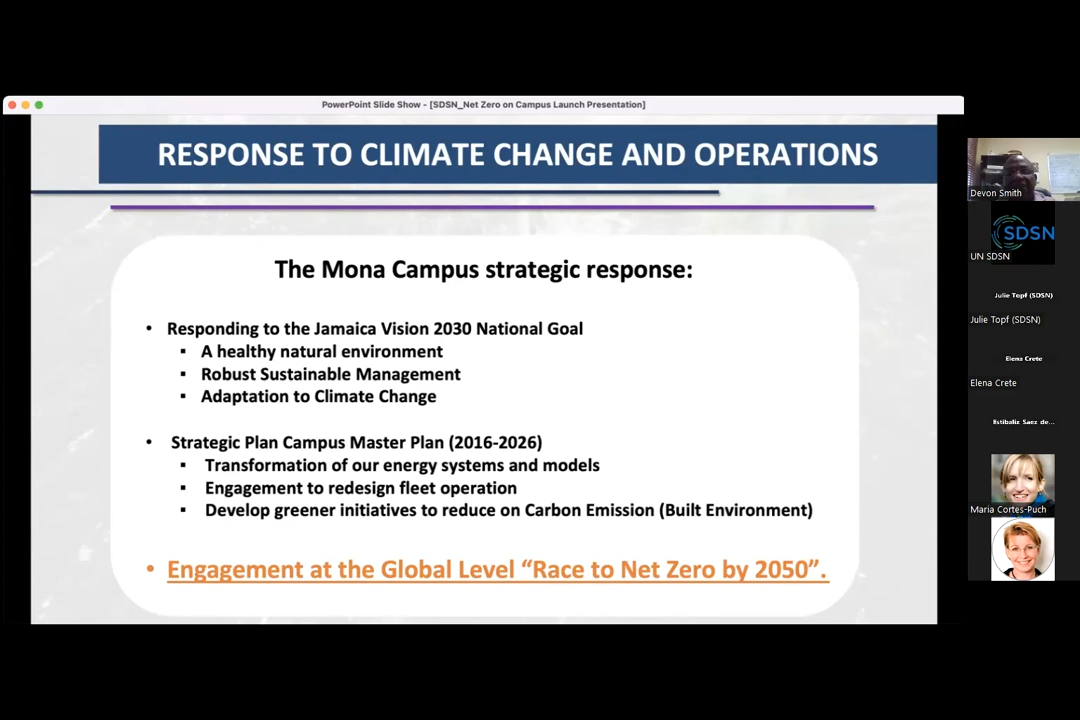 PowerPoint Slide Show - [SDSN_Net Zero on Campus Launch Presentation]
RESPONSE TO CLIMATE CHANGE AND OPERATIONS
The Mona Campus strategic response:
• Responding to the Jamaica Vision 2030 National Goal
▪ A healthy natural environment
▪ Robust Sustainable Management
▪ Adaptation to Climate Change
• Strategic Plan Campus Master Plan (2016-2026)
▪ Transformation of our energy systems and models
▪ Engagement to redesign fleet operation
▪ Develop greener initiatives to reduce on Carbon Emission (Built Environment)
• Engagement at the Global Level “Race to Net Zero by 2050”.
Devon Smith
SDSN
UN SDSN
Julie Topf (SDSN)
Julie Topf (SDSN)
Elena Crete
Elena Crete
Estibaliz Saez de...
Maria Cortes-Puch